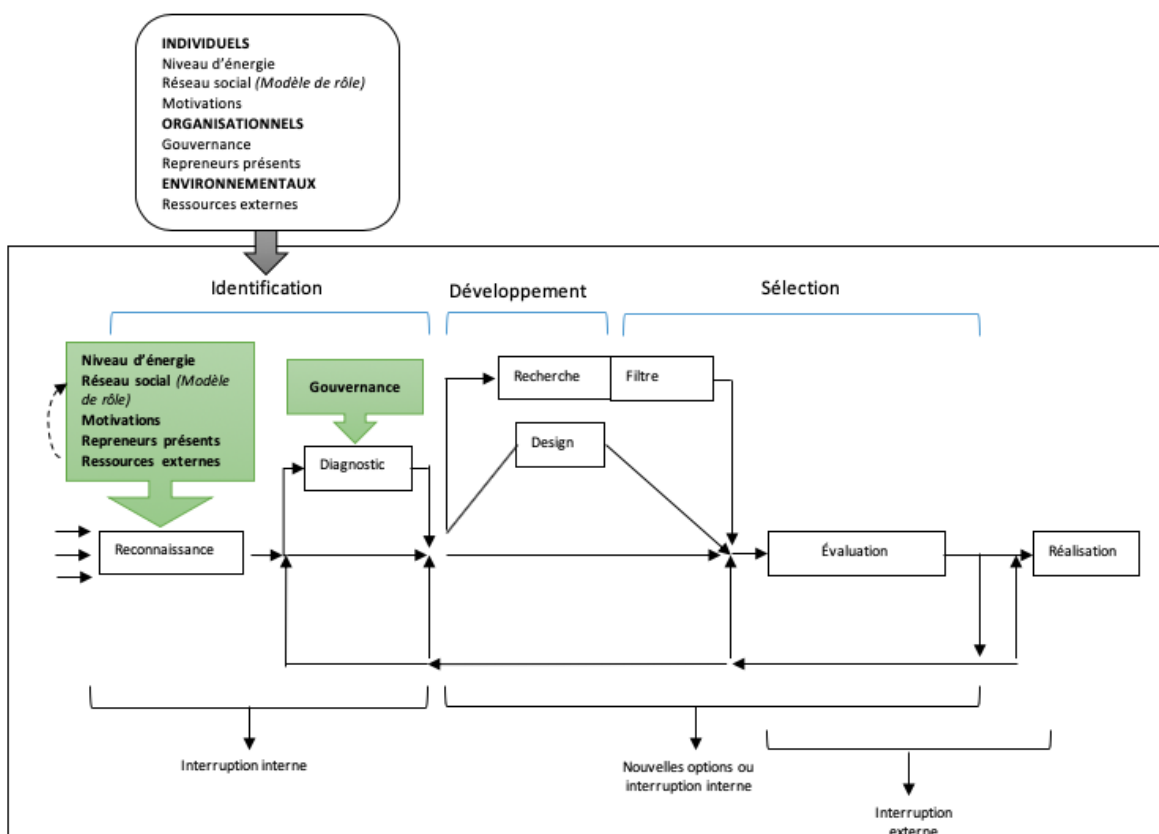 INDIVIDUELS
Niveau d'énergie
Réseau social (Modèle de rôle)
Motivations
ORGANISATIONNELS
Gouvernance
Repreneurs présents
ENVIRONNEMENTAUX
Ressources externes
Identification
Développement
Sélection
Niveau d'énergie
Réseau social (Modèle
de rôle)
Motivations
Repreneurs présents
Ressources externes
Gouvernance
Recherche
Filtre
Design
Diagnostic
Reconnaissance
Évaluation
Réalisation
Interruption interne
Nouvelles options ou
interruption interne
Interruption
externe